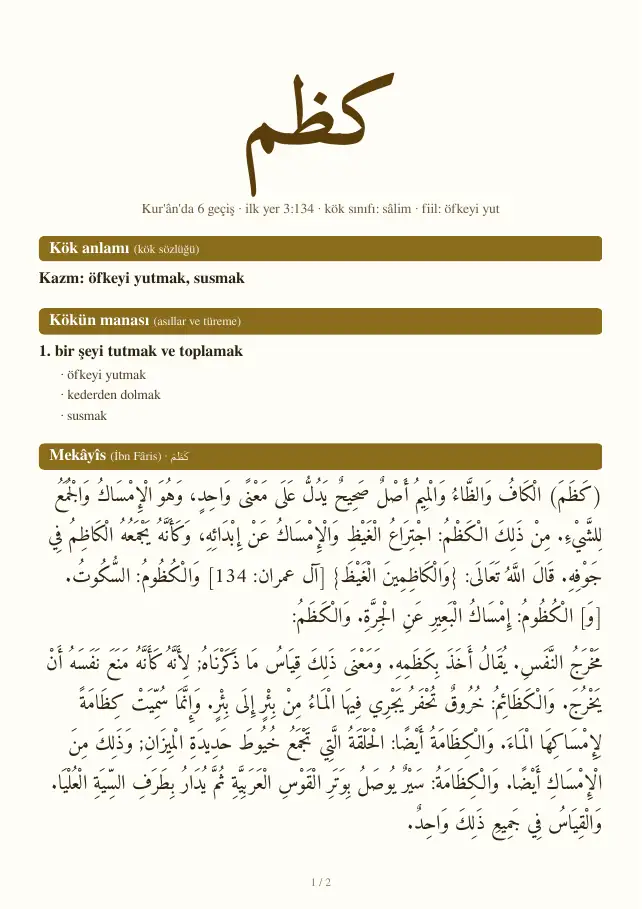 كظم
Kur'ân'da 6 geçiş · ilk yer 3:134 · kök sınıfı: sâlim · fiil: öfkeyi yut
Kök anlamı (kök sözlüğü)
Kazm: öfkeyi yutmak, susmak
Kökün manası (asıllar ve türeme)
1. bir şeyi tutmak ve toplamak
· öfkeyi yutmak
· kederden dolmak
· susmak
Mekâyîs (İbn Fâris) · كَظَمَ
(كَظَمَ) الْكَافُ وَالظَّاءُ وَالْمِيمُ أَصْلٌ صَحِيحٌ يَدُلُّ عَلَى مَعْنًى وَاحِدٍ، وَهُوَ الْإِمْسَاكُ وَالْجَمْعُ
لِلشَّيْءِ. مِنْ ذَلِكَ الْكَظْمُ: اجْتِرَاعُ الْغَيْظِ وَالْإِمْسَاكُ عَنْ إِبْدَائِهِ، وَكَأَنَّهُ يَجْمَعُهُ الْكَاظِمُ فِي
جَوْفِهِ. قَالَ اللَّهُ تَعَالَى: {وَالْكَاظِمِينَ الْغَيْظَ} [آل عمران: 134] وَالْكُظُومُ: السُّكُوتُ.
[وَ] الْكُظُومُ: إِمْسَاكُ الْبَعِيرِ عَنِ الْجِرَّةِ. وَالْكَظَمُ:
مَخْرَجُ النَّفَسِ. يُقَالُ أَخَذَ بِكَظَمِهِ. وَمَعْنَى ذَلِكَ قِيَاسُ مَا ذَكَرْنَاهُ; لِأَنَّهُ كَأَنَّهُ مَنَعَ نَفَسَهُ أَنْ
يَخْرُجَ. وَالْكَظَائِمُ: خُرُوقٌ تُحْفَرُ يَجْرِي فِيهَا الْمَاءُ مِنْ بِئْرٍ إِلَى بِئْرٍ. وَإِنَّمَا سُمِّيَتْ كِظَامَةً
لِإِمْسَاكِهَا الْمَاءَ. وَالْكِظَامَةُ أَيْضًا: الْحَلْقَةُ الَّتِي تَجْمَعُ خُيُوطَ حَدِيدَةِ الْمِيزَانِ; وَذَلِكَ مِنَ
الْإِمْسَاكِ أَيْضًا. وَالْكِظَامَةُ: سَيْرٌ يُوصَلُ بِوَتَرِ الْقَوْسِ الْعَرَبِيَّةِ ثُمَّ يُدَارُ بِطَرَفِ السِّيَةِ الْعُلْيَا.
وَالْقِيَاسُ فِي جَمِيعِ ذَلِكَ وَاحِدٌ.
1 / 2